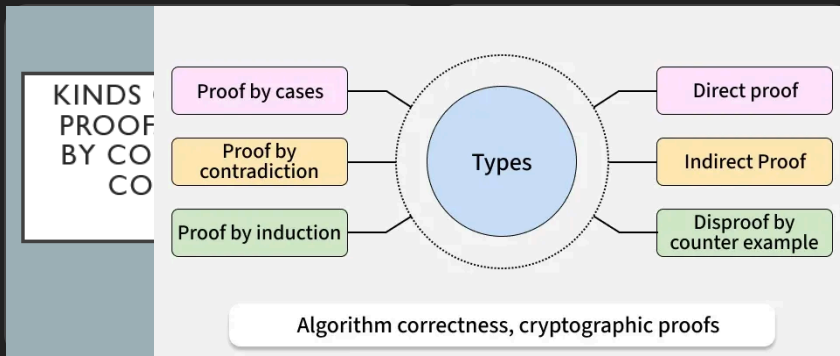 KINDS
PROOF
BY CO
CO
Proof by cases
Proof by
contradiction
Proof by induction
Types
Direct proof
Indirect Proof
Disproof by
counter example
Algorithm correctness, cryptographic proofs